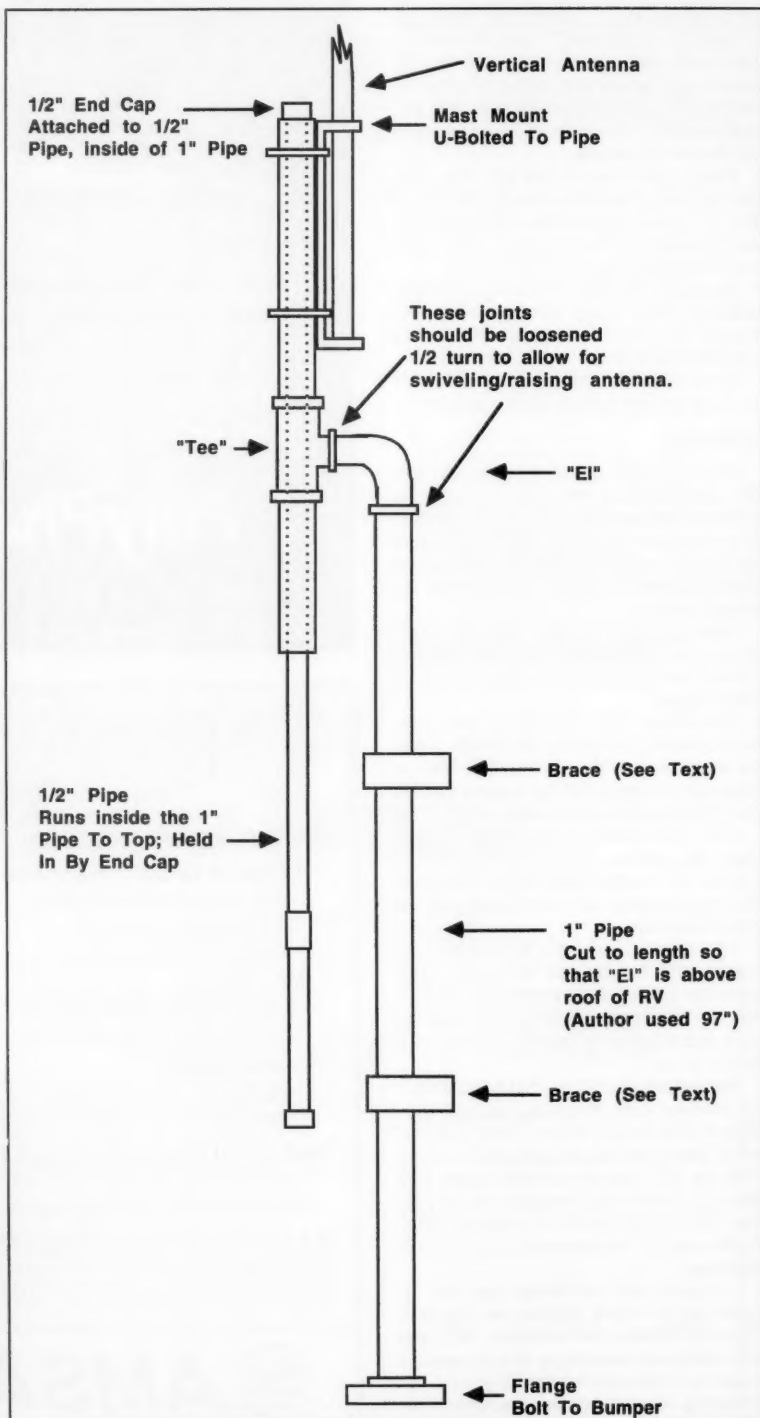 Vertical Antenna
1/2" End Cap
Attached to 1/2"
Pipe, inside of 1" Pipe
Mast Mount
U-Bolted To Pipe
These joints
should be loosened
1/2 turn to allow for
swiveling/raising antenna.
"Tee"
"El"
Brace (See Text)
1/2" Pipe
Runs inside the 1"
Pipe To Top; Held
In By End Cap
1" Pipe
Cut to length so
that "El" is above
roof of RV
(Author used 97")
Brace (See Text)
Flange
Bolt To Bumper